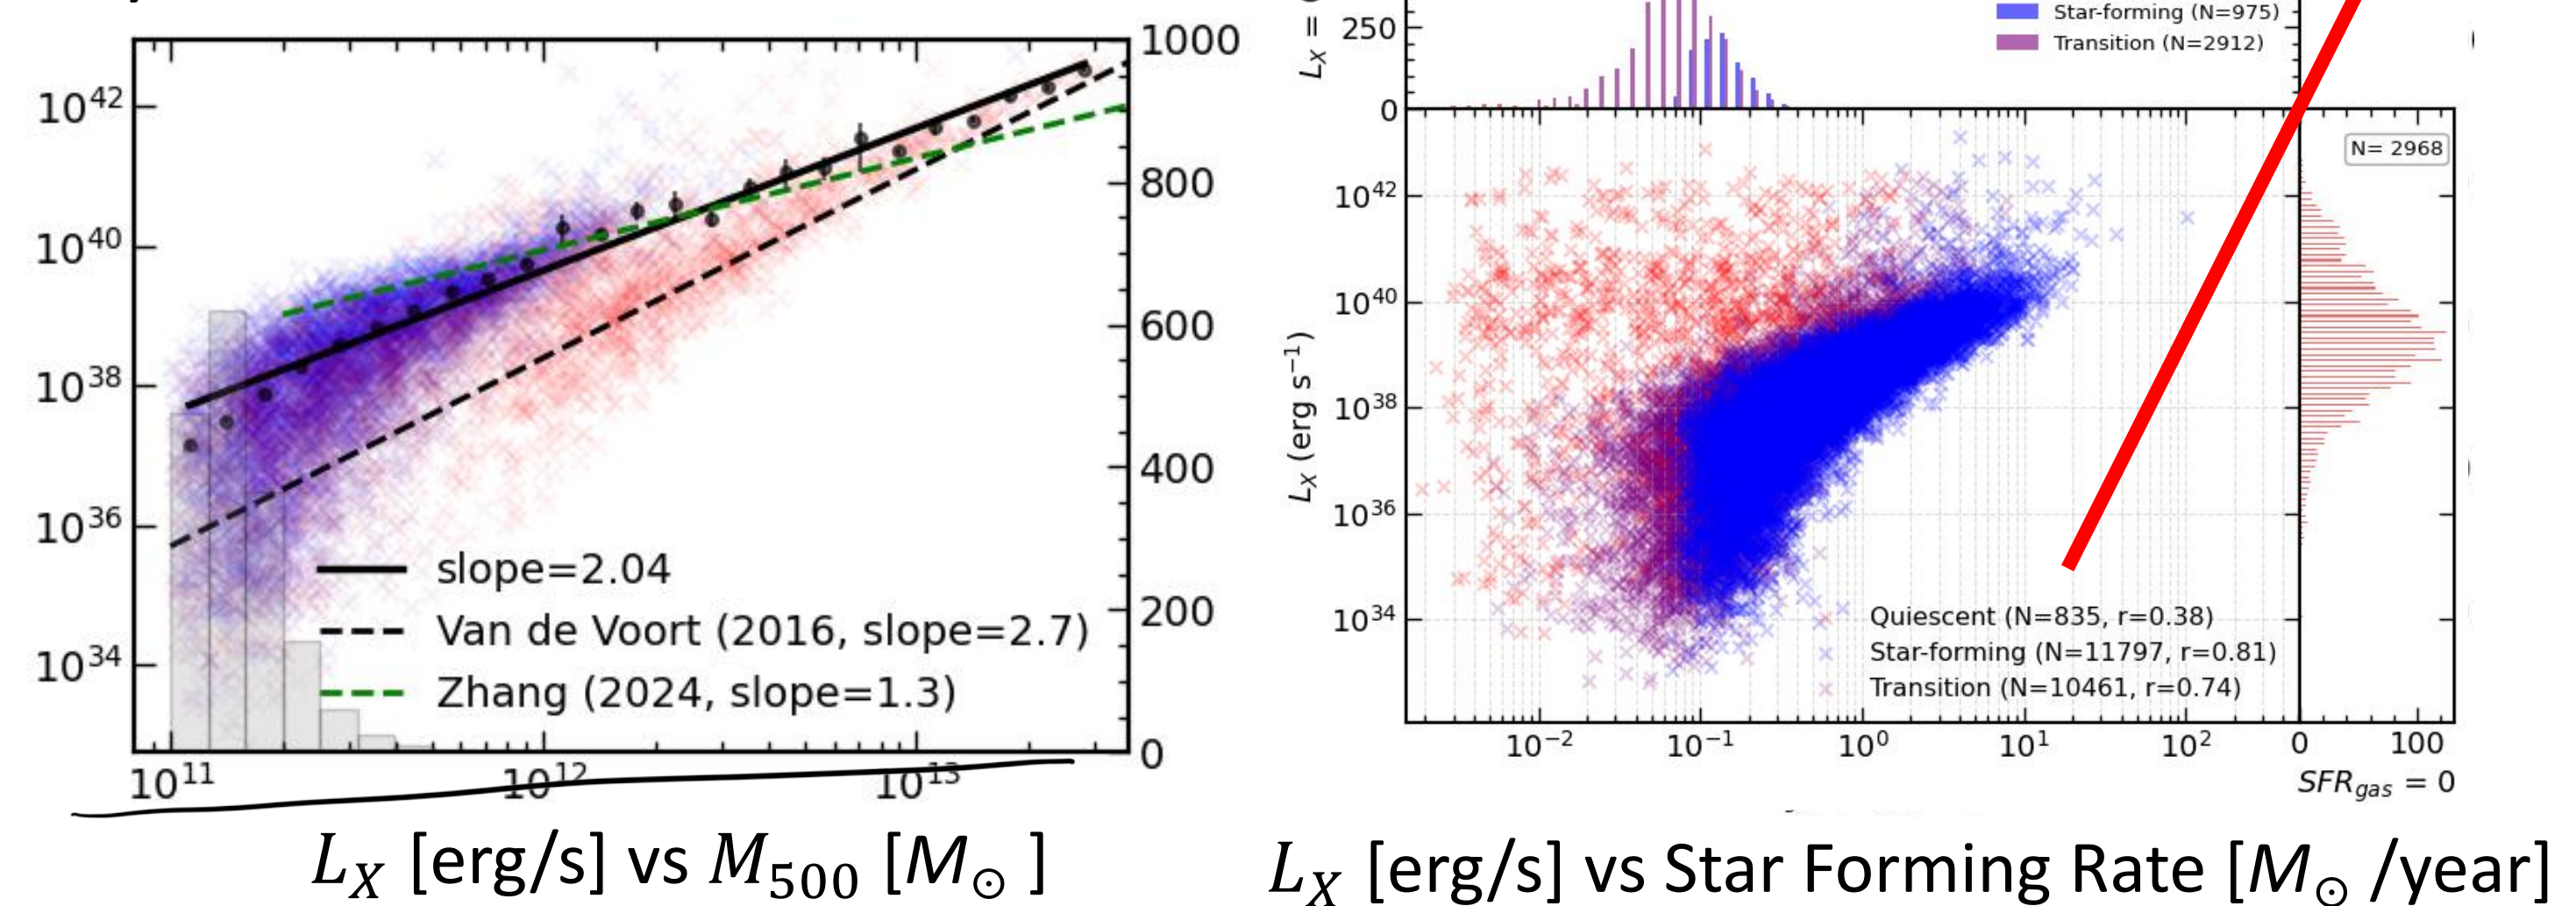 10^42
10^40
10^38
10^36
10^34
1000
800
600
400
200
0
slope=2.04
Van de Voort (2016, slope=2.7)
Zhang (2024, slope=1.3)
10^11
10^12
10^13
L_X [erg/s] vs M_500 [M_⊙ ]
L_X =
250
0
Star-forming (N=975)
Transition (N=2912)
N= 2968
L_X (erg s^−1)
10^42
10^40
10^38
10^36
10^34
Quiescent (N=835, r=0.38)
Star-forming (N=11797, r=0.81)
Transition (N=10461, r=0.74)
10^−2
10^−1
10^0
10^1
10^2
0
100
SFR_gas = 0
L_X [erg/s] vs Star Forming Rate [M_⊙ /year]